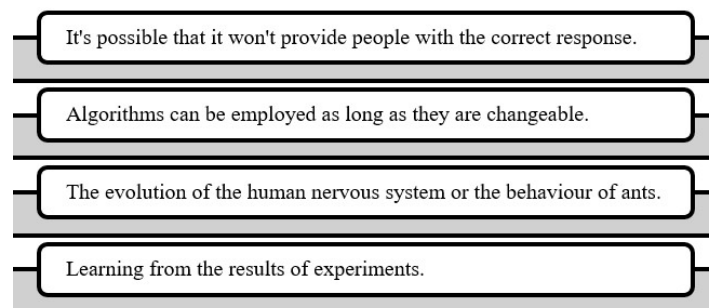 It's possible that it won't provide people with the correct response.
Algorithms can be employed as long as they are changeable.
The evolution of the human nervous system or the behaviour of ants.
Learning from the results of experiments.